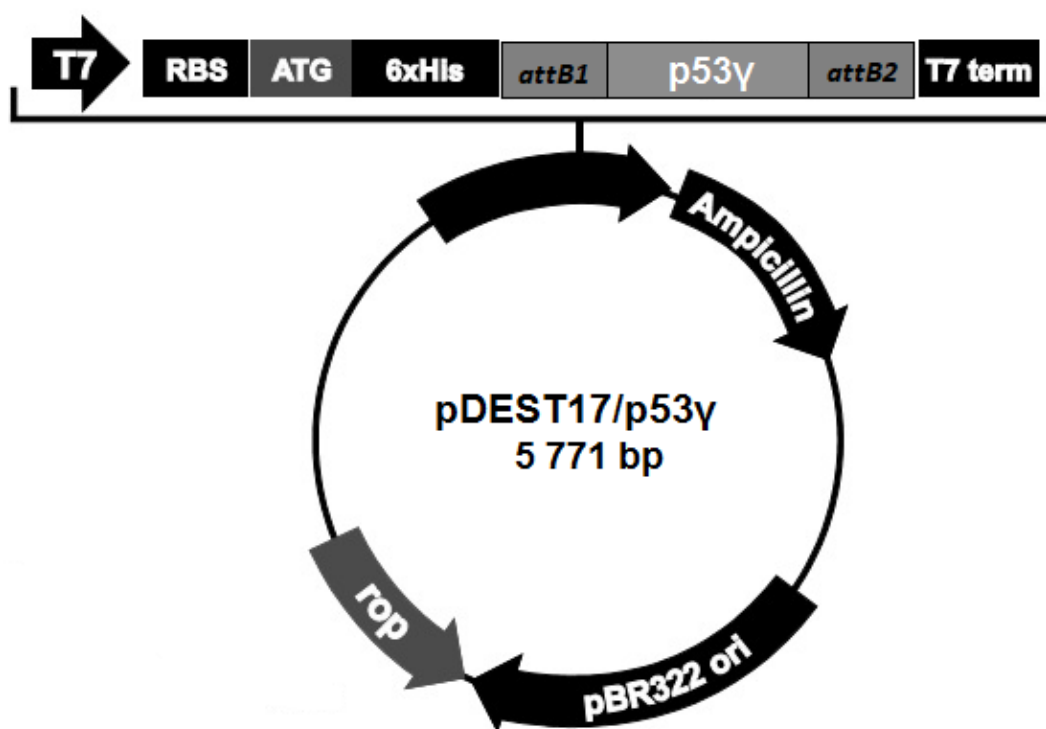 T7 RBS ATG 6xHis attB1 p53γ attB2 T7 term
Ampicillin
pDEST17/p53γ
5 771 bp
rop
pBR322 ori